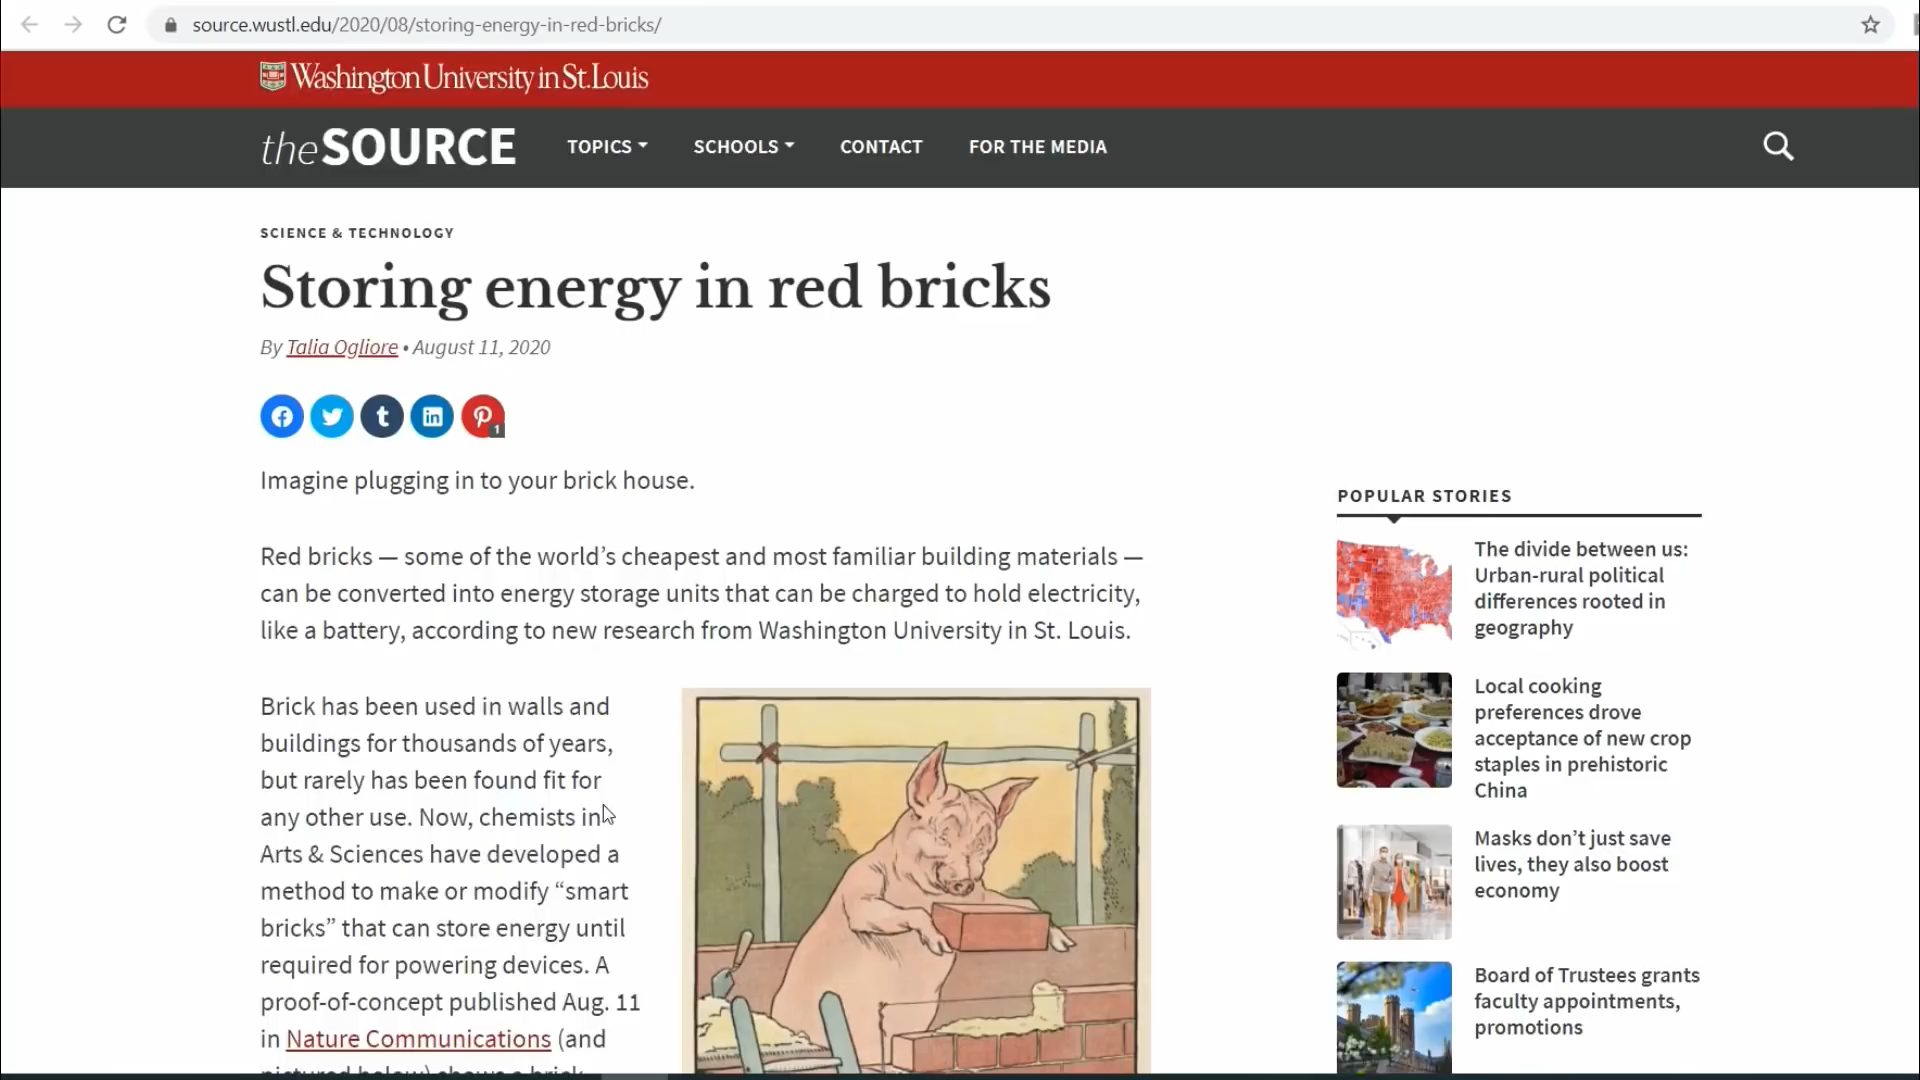 source.wustl.edu/2020/08/storing-energy-in-red-bricks/
Washington University in St.Louis
the SOURCE
TOPICS
SCHOOLS
CONTACT
FOR THE MEDIA
SCIENCE & TECHNOLOGY
Storing energy in red bricks
By Talia Ogliore • August 11, 2020
1
Imagine plugging in to your brick house.
Red bricks — some of the world’s cheapest and most familiar building materials —
can be converted into energy storage units that can be charged to hold electricity,
like a battery, according to new research from Washington University in St. Louis.
Brick has been used in walls and
buildings for thousands of years,
but rarely has been found fit for
any other use. Now, chemists in
Arts & Sciences have developed a
method to make or modify “smart
bricks” that can store energy until
required for powering devices. A
proof-of-concept published Aug. 11
in Nature Communications (and
pictured below) shows a brick
POPULAR STORIES
The divide between us:
Urban-rural political
differences rooted in
geography
Local cooking
preferences drove
acceptance of new crop
staples in prehistoric
China
Masks don’t just save
lives, they also boost
economy
Board of Trustees grants
faculty appointments,
promotions